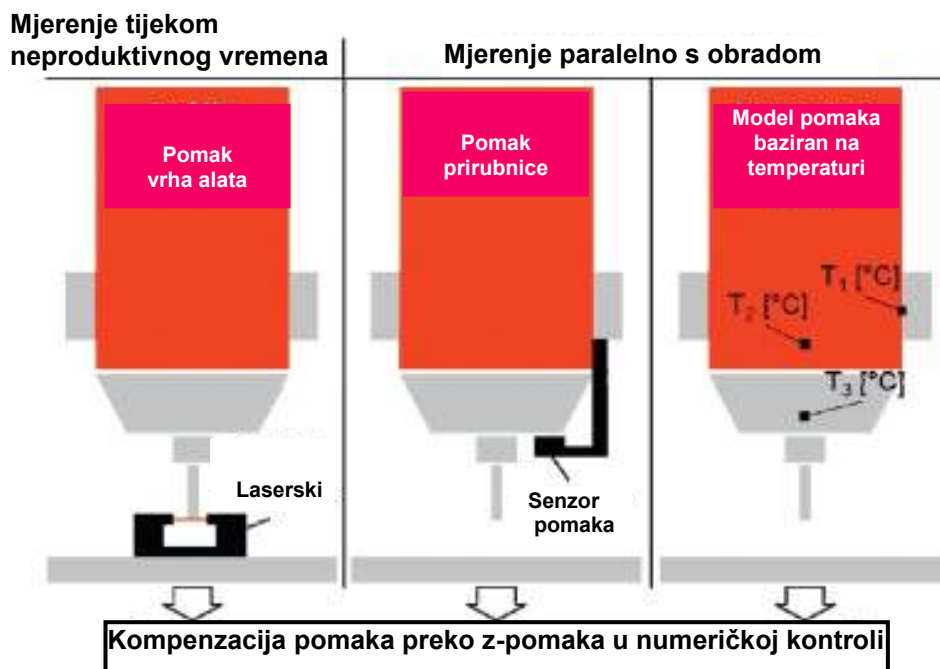 Mjerenje tijekom
neproduktivnog vremena
Mjerenje paralelno s obradom
Pomak
vrha alata
Pomak
prirubnice
Model pomaka
baziran na
temperaturi
T₁ [°C]
T₂ [°C]
T₃ [°C]
Laserski
Senzor
pomaka
Kompenzacija pomaka preko z-pomaka u numeričkoj kontroli